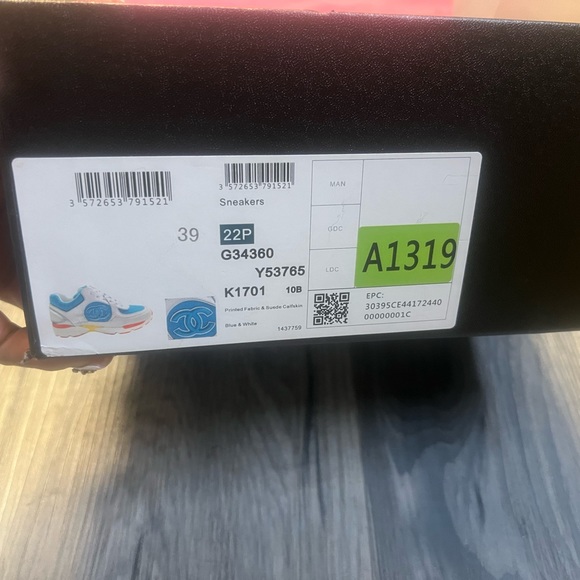 3 572653 791521
3 572653 791521
Sneakers
39
22P
G34360
Y53765
K1701 10B
Printed Fabric & Suede Calfskin
Blue & White 1437759
MAN
GDC
LDC
A1319
EPC:
30395CE44172440
00000001C